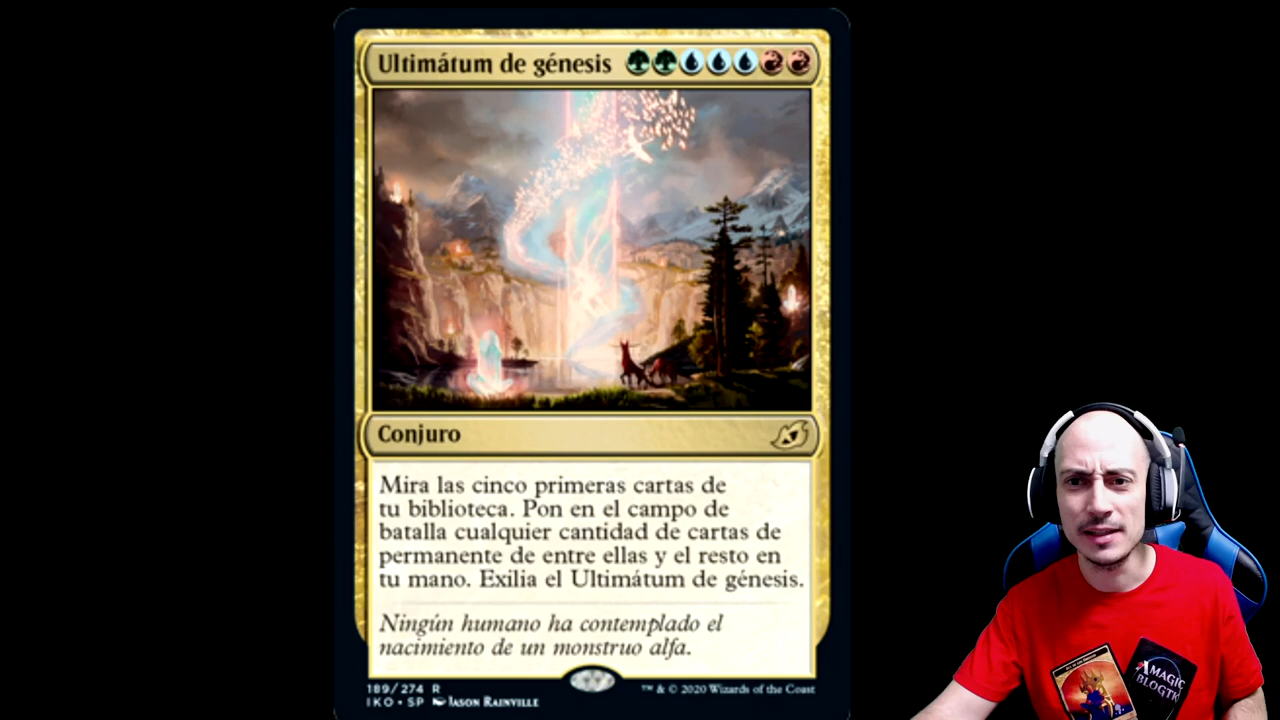 Ultimátum de génesis
Conjuro
Mira las cinco primeras cartas de
tu biblioteca. Pon en el campo de
batalla cualquier cantidad de cartas de
permanente de entre ellas y el resto en
tu mano. Exilia el Ultimátum de génesis.
Ningún humano ha contemplado el
nacimiento de un monstruo alfa.
189/274 R
IKO • SP Jason Rainville
™ & © 2020 Wizards of the Coast
MAGIC
BLOGTK